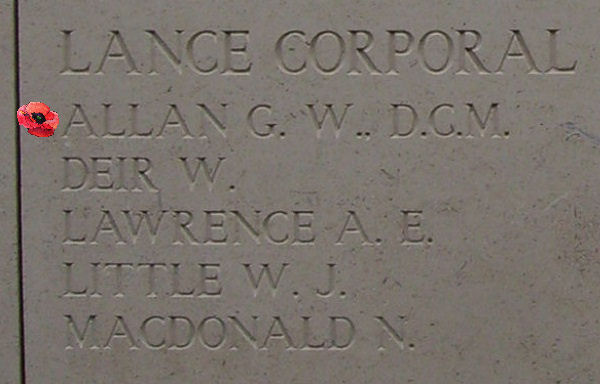 LANCE CORPORAL
ALLAN G. W., D.C.M.
DEIR W.
LAWRENCE A. E.
LITTLE W. J.
MACDONALD N.